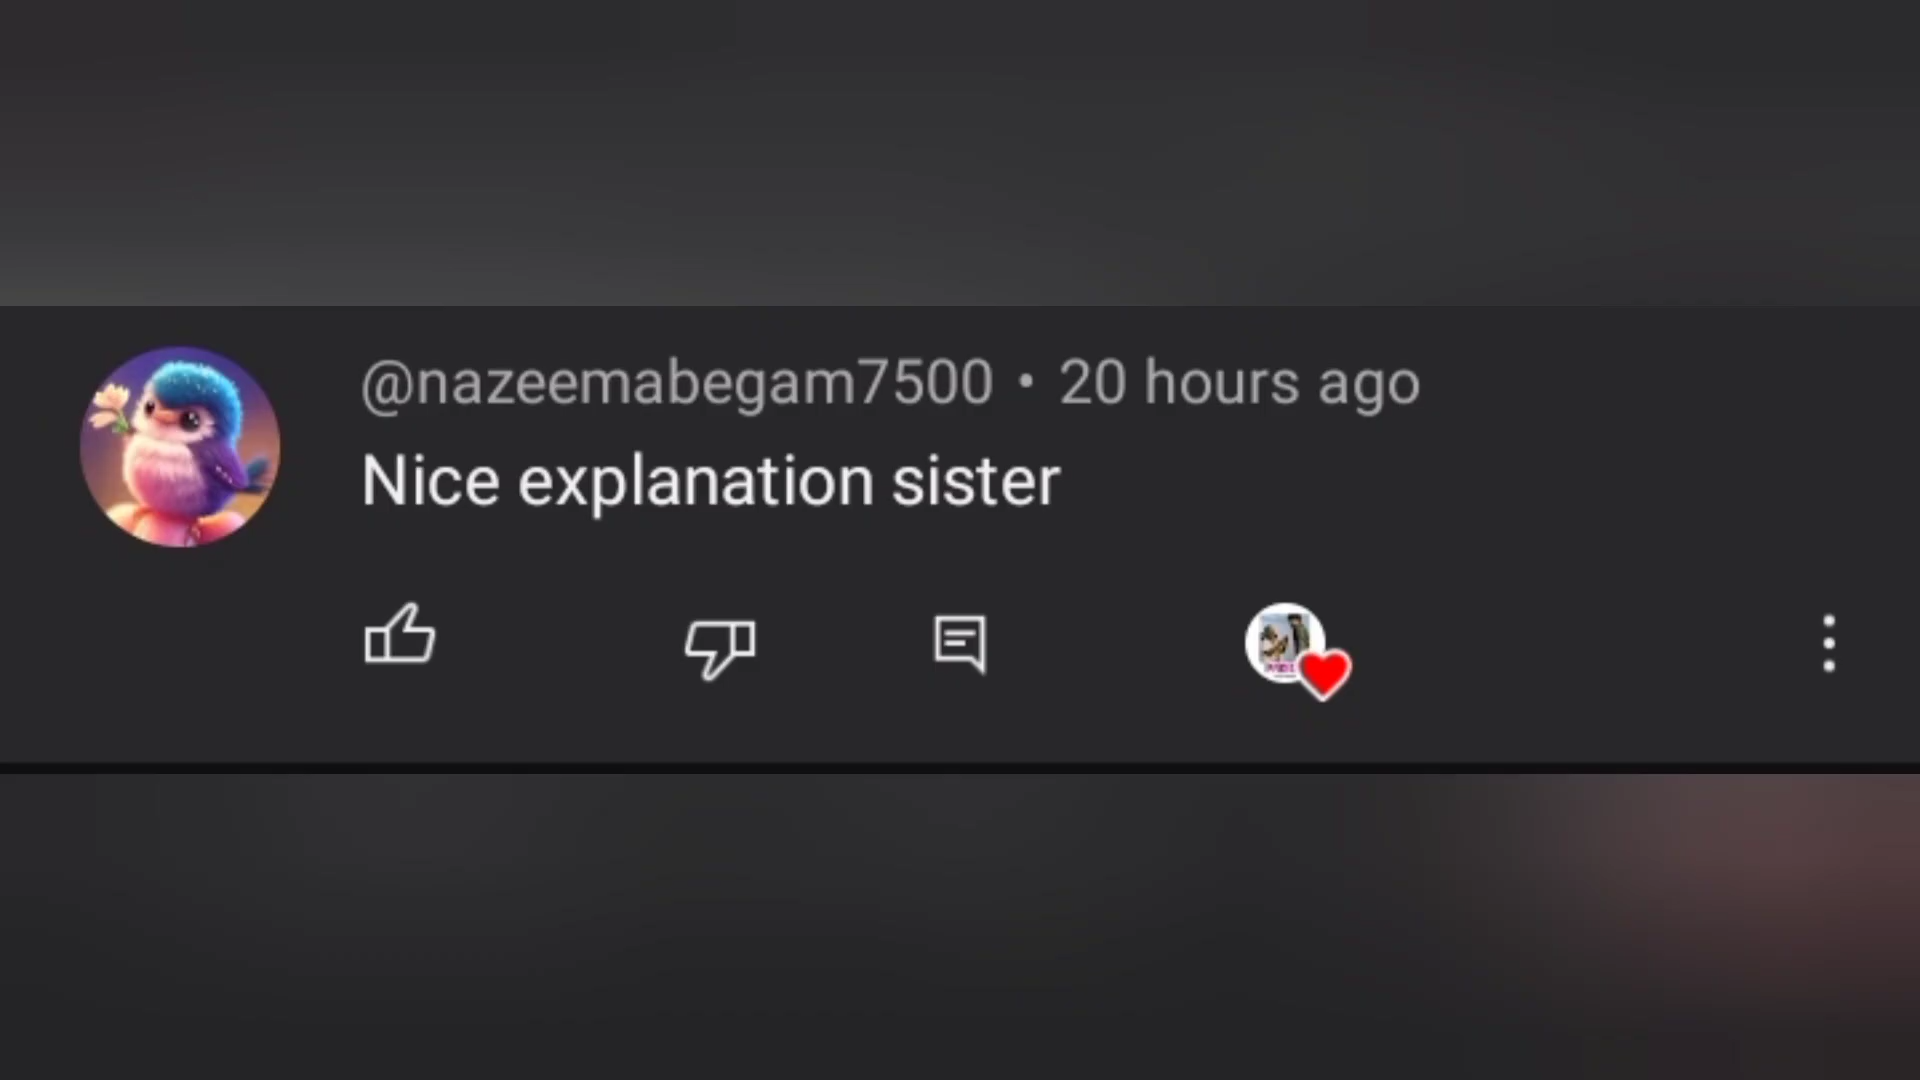 @nazeemabegam7500 • 20 hours ago
Nice explanation sister